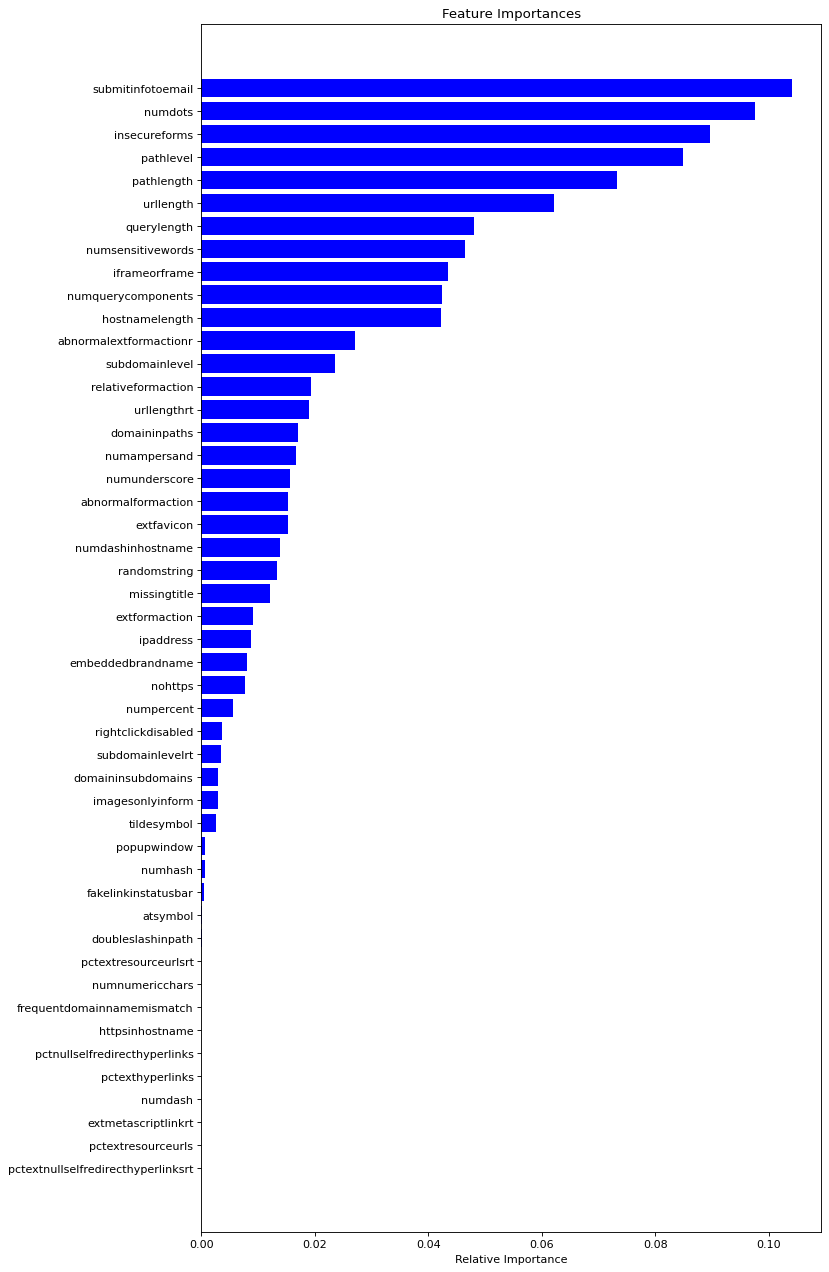 Feature Importances
submitinfotoemail
numdots
insecureforms
pathlevel
pathlength
urllength
querylength
numsensitivewords
iframeorframe
numquerycomponents
hostnamelength
abnormalextformactionr
subdomainlevel
relativeformaction
urllengthrt
domaininpaths
numampersand
numunderscore
abnormalformaction
extfavicon
numdashinhostname
randomstring
missingtitle
extformaction
ipaddress
embeddedbrandname
nohttps
numpercent
rightclickdisabled
subdomainlevelrt
domaininsubdomains
imagesonlyinform
tildesymbol
popupwindow
numhash
fakelinkinstatusbar
atsymbol
doubleslashinpath
pctextresourceurlsrt
numnumericchars
frequentdomainnamemismatch
httpsinhostname
pctnullselfredirecthyperlinks
pctexthyperlinks
numdash
extmetascriptlinkrt
pctextresourceurls
pctextnullselfredirecthyperlinksrt
0.00 0.02 0.04 0.06 0.08 0.10
Relative Importance